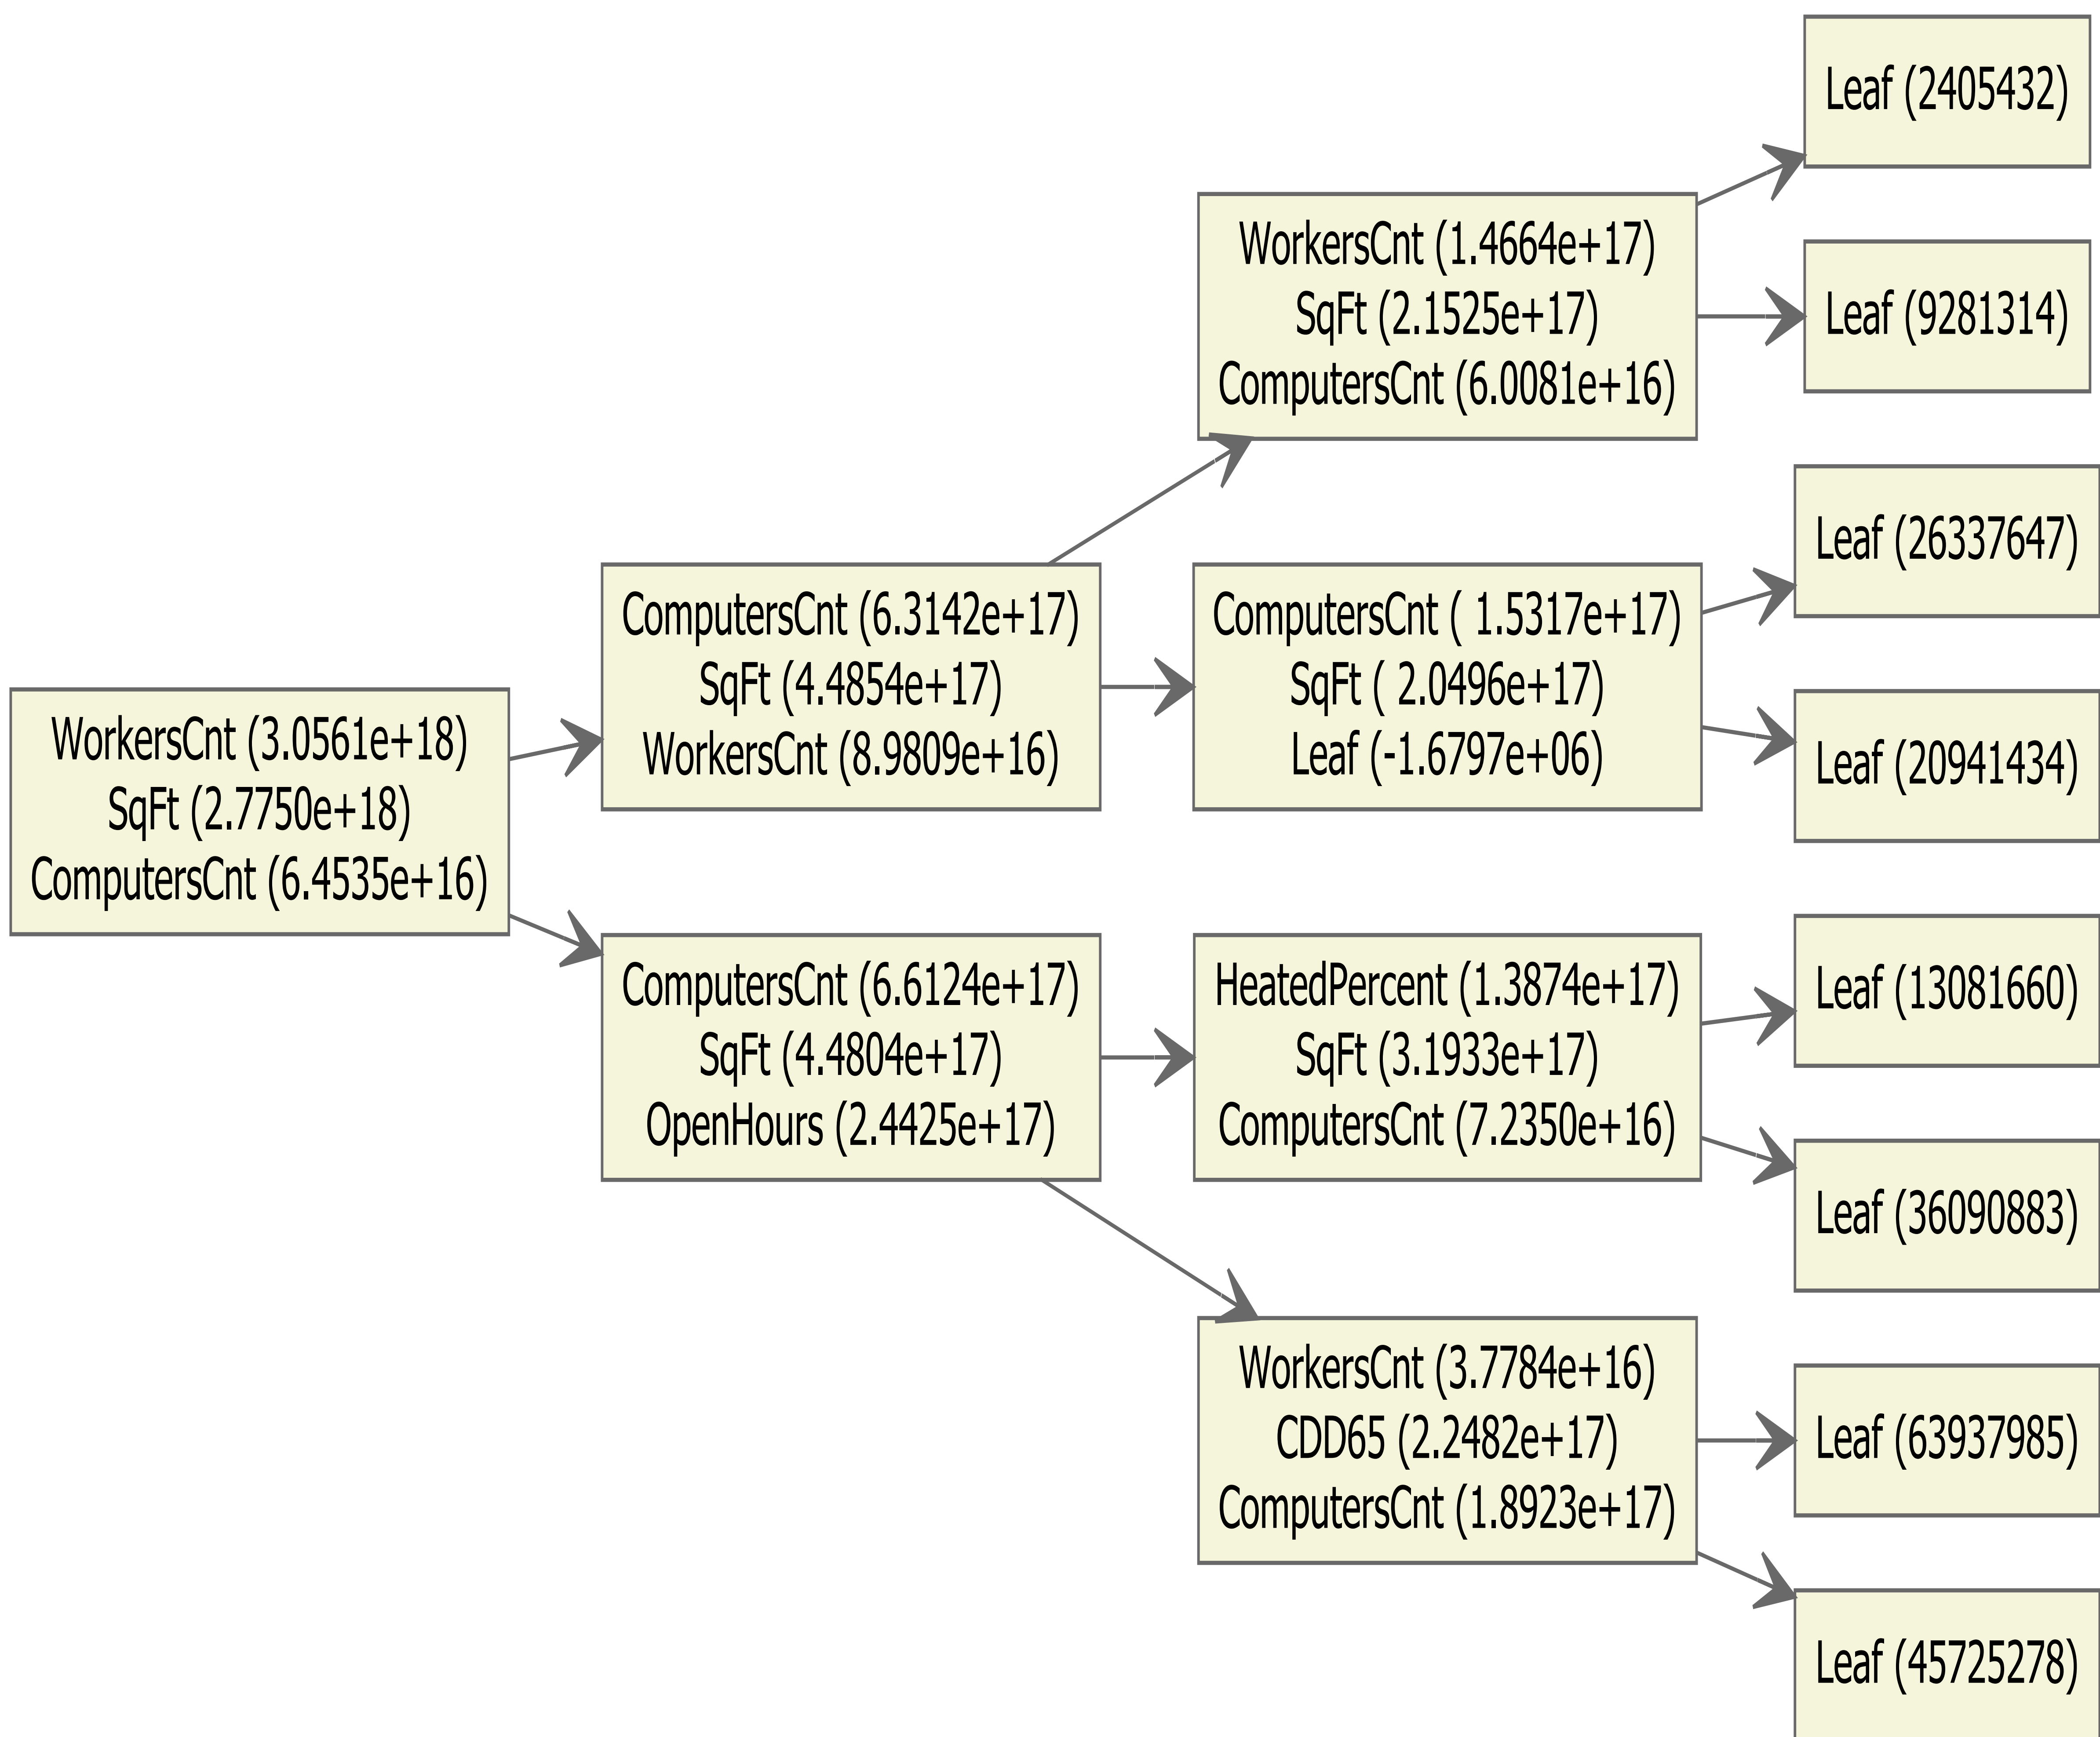 WorkersCnt (3.0561e+18)
SqFt (2.7750e+18)
ComputersCnt (6.4535e+16)
ComputersCnt (6.3142e+17)
SqFt (4.4854e+17)
WorkersCnt (8.9809e+16)
ComputersCnt (6.6124e+17)
SqFt (4.4804e+17)
OpenHours (2.4425e+17)
WorkersCnt (1.4664e+17)
SqFt (2.1525e+17)
ComputersCnt (6.0081e+16)
ComputersCnt ( 1.5317e+17)
SqFt ( 2.0496e+17)
Leaf (-1.6797e+06)
HeatedPercent (1.3874e+17)
SqFt (3.1933e+17)
ComputersCnt (7.2350e+16)
WorkersCnt (3.7784e+16)
CDD65 (2.2482e+17)
ComputersCnt (1.8923e+17)
Leaf (2405432)
Leaf (9281314)
Leaf (26337647)
Leaf (20941434)
Leaf (13081660)
Leaf (36090883)
Leaf (63937985)
Leaf (45725278)